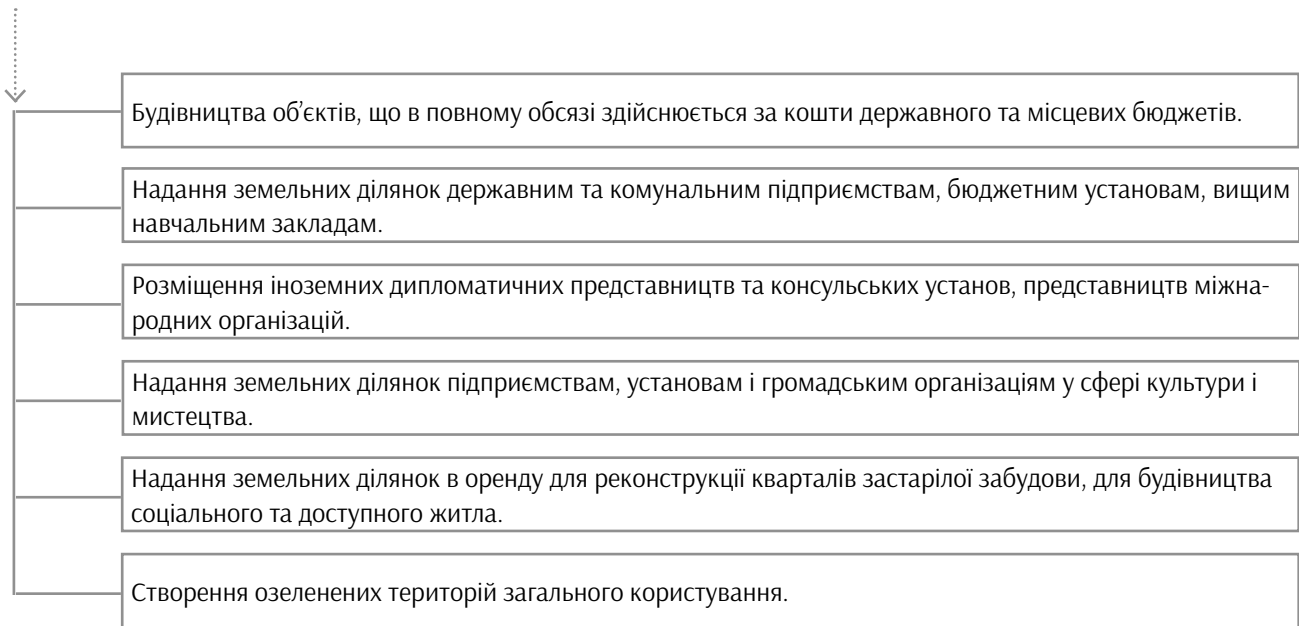 Будівництва об’єктів, що в повному обсязі здійснюється за кошти державного та місцевих бюджетів.
Надання земельних ділянок державним та комунальним підприємствам, бюджетним установам, вищим
навчальним закладам.
Розміщення іноземних дипломатичних представництв та консульських установ, представництв міжна-
родних організацій.
Надання земельних ділянок підприємствам, установам і громадським організаціям у сфері культури і
мистецтва.
Надання земельних ділянок в оренду для реконструкції кварталів застарілої забудови, для будівництва
соціального та доступного житла.
Створення озеленених територій загального користування.